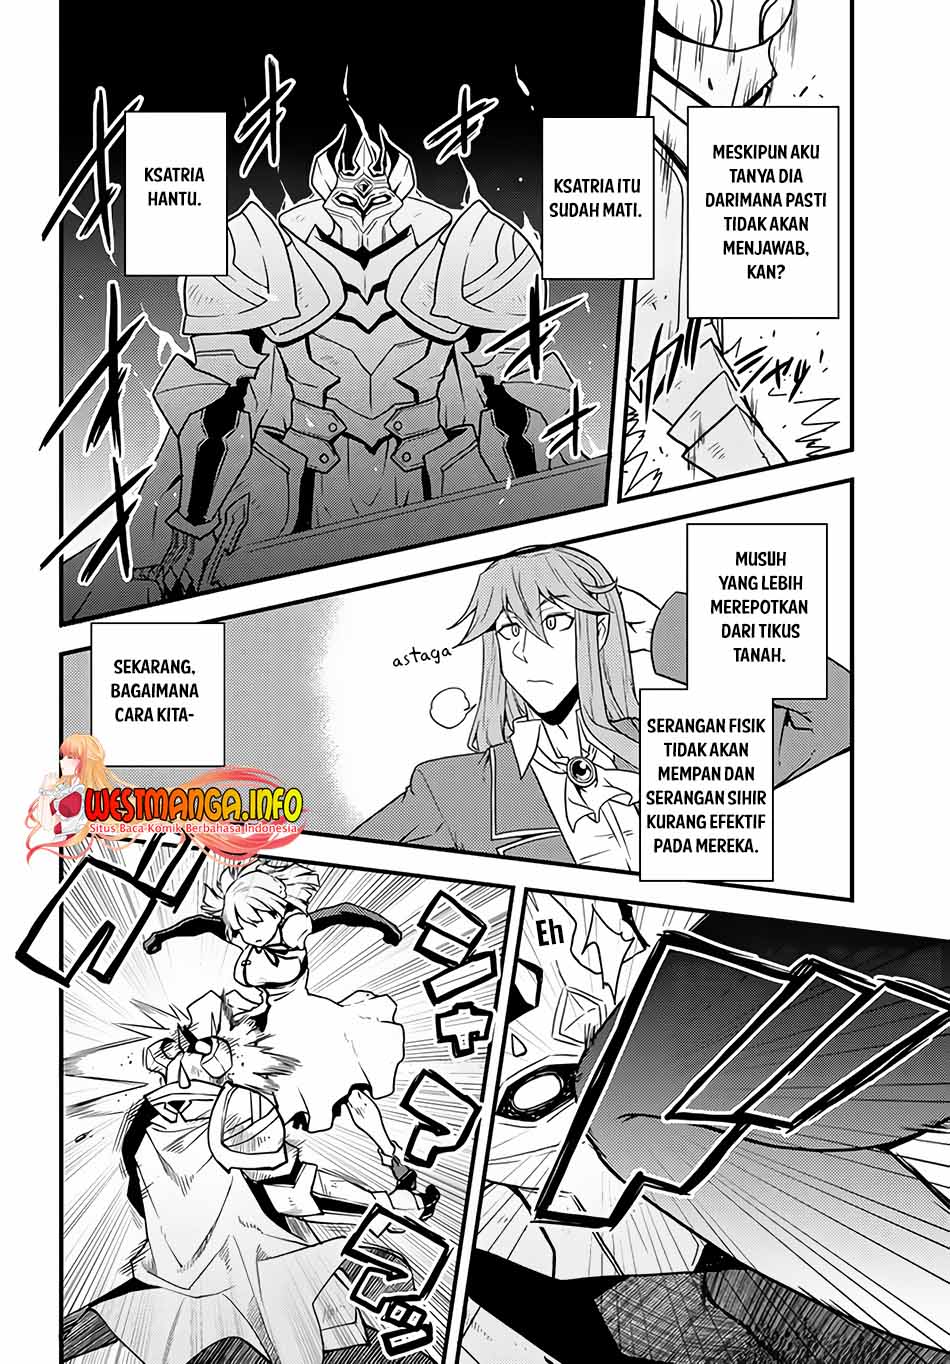 MESKIPUN AKU
TANYA DIA
DARIMANA PASTI
TIDAK AKAN
MENJAWAB,
KAN?
KSATRIA ITU
SUDAH MATI.
KSATRIA
HANTU.
MUSUH
YANG LEBIH
MEREPOTKAN
DARI TIKUS
TANAH.
SERANGAN FISIK
TIDAK AKAN
MEMPAN DAN
SERANGAN SIHIR
KURANG EFEKTIF
PADA MEREKA.
astaga
SEKARANG,
BAGAIMANA
CARA KITA-
WESTMANGA.INFO
Situs Baca Komik Berbahasa Indonesia
Eh